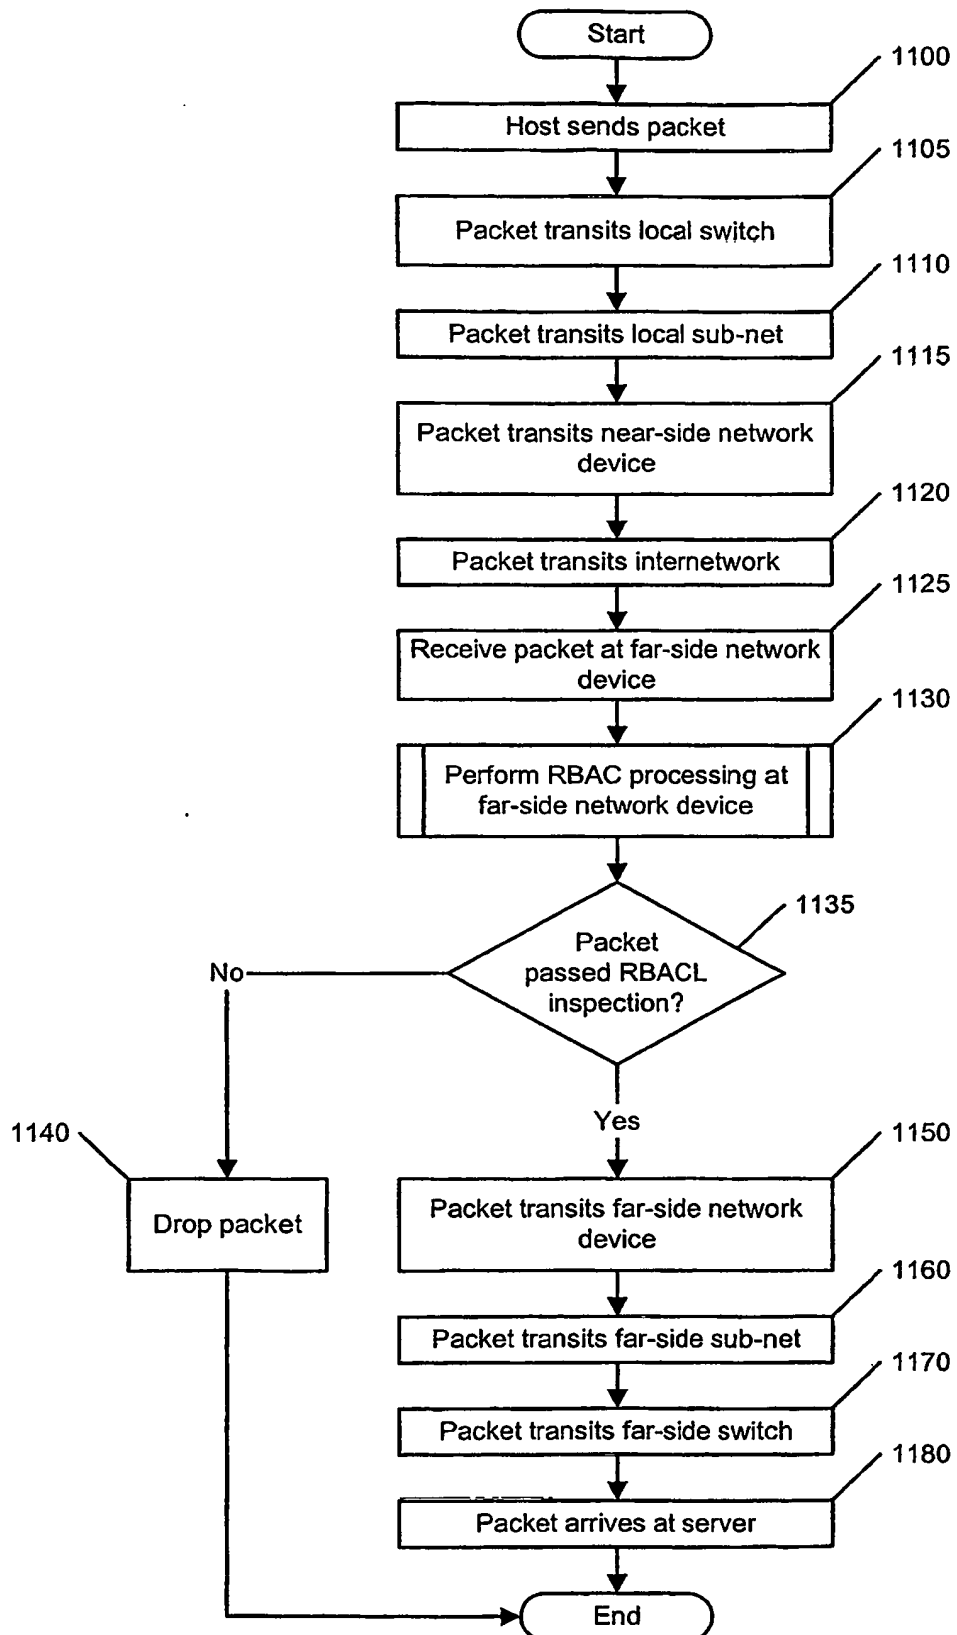 Start
1100
Host sends packet
1105
Packet transits local switch
1110
Packet transits local sub-net
1115
Packet transits near-side network
device
1120
Packet transits internetwork
1125
Receive packet at far-side network
device
1130
Perform RBAC processing at
far-side network device
1135
Packet
passed RBACL
inspection?
No
Yes
1140
Drop packet
1150
Packet transits far-side network
device
1160
Packet transits far-side sub-net
1170
Packet transits far-side switch
1180
Packet arrives at server
End